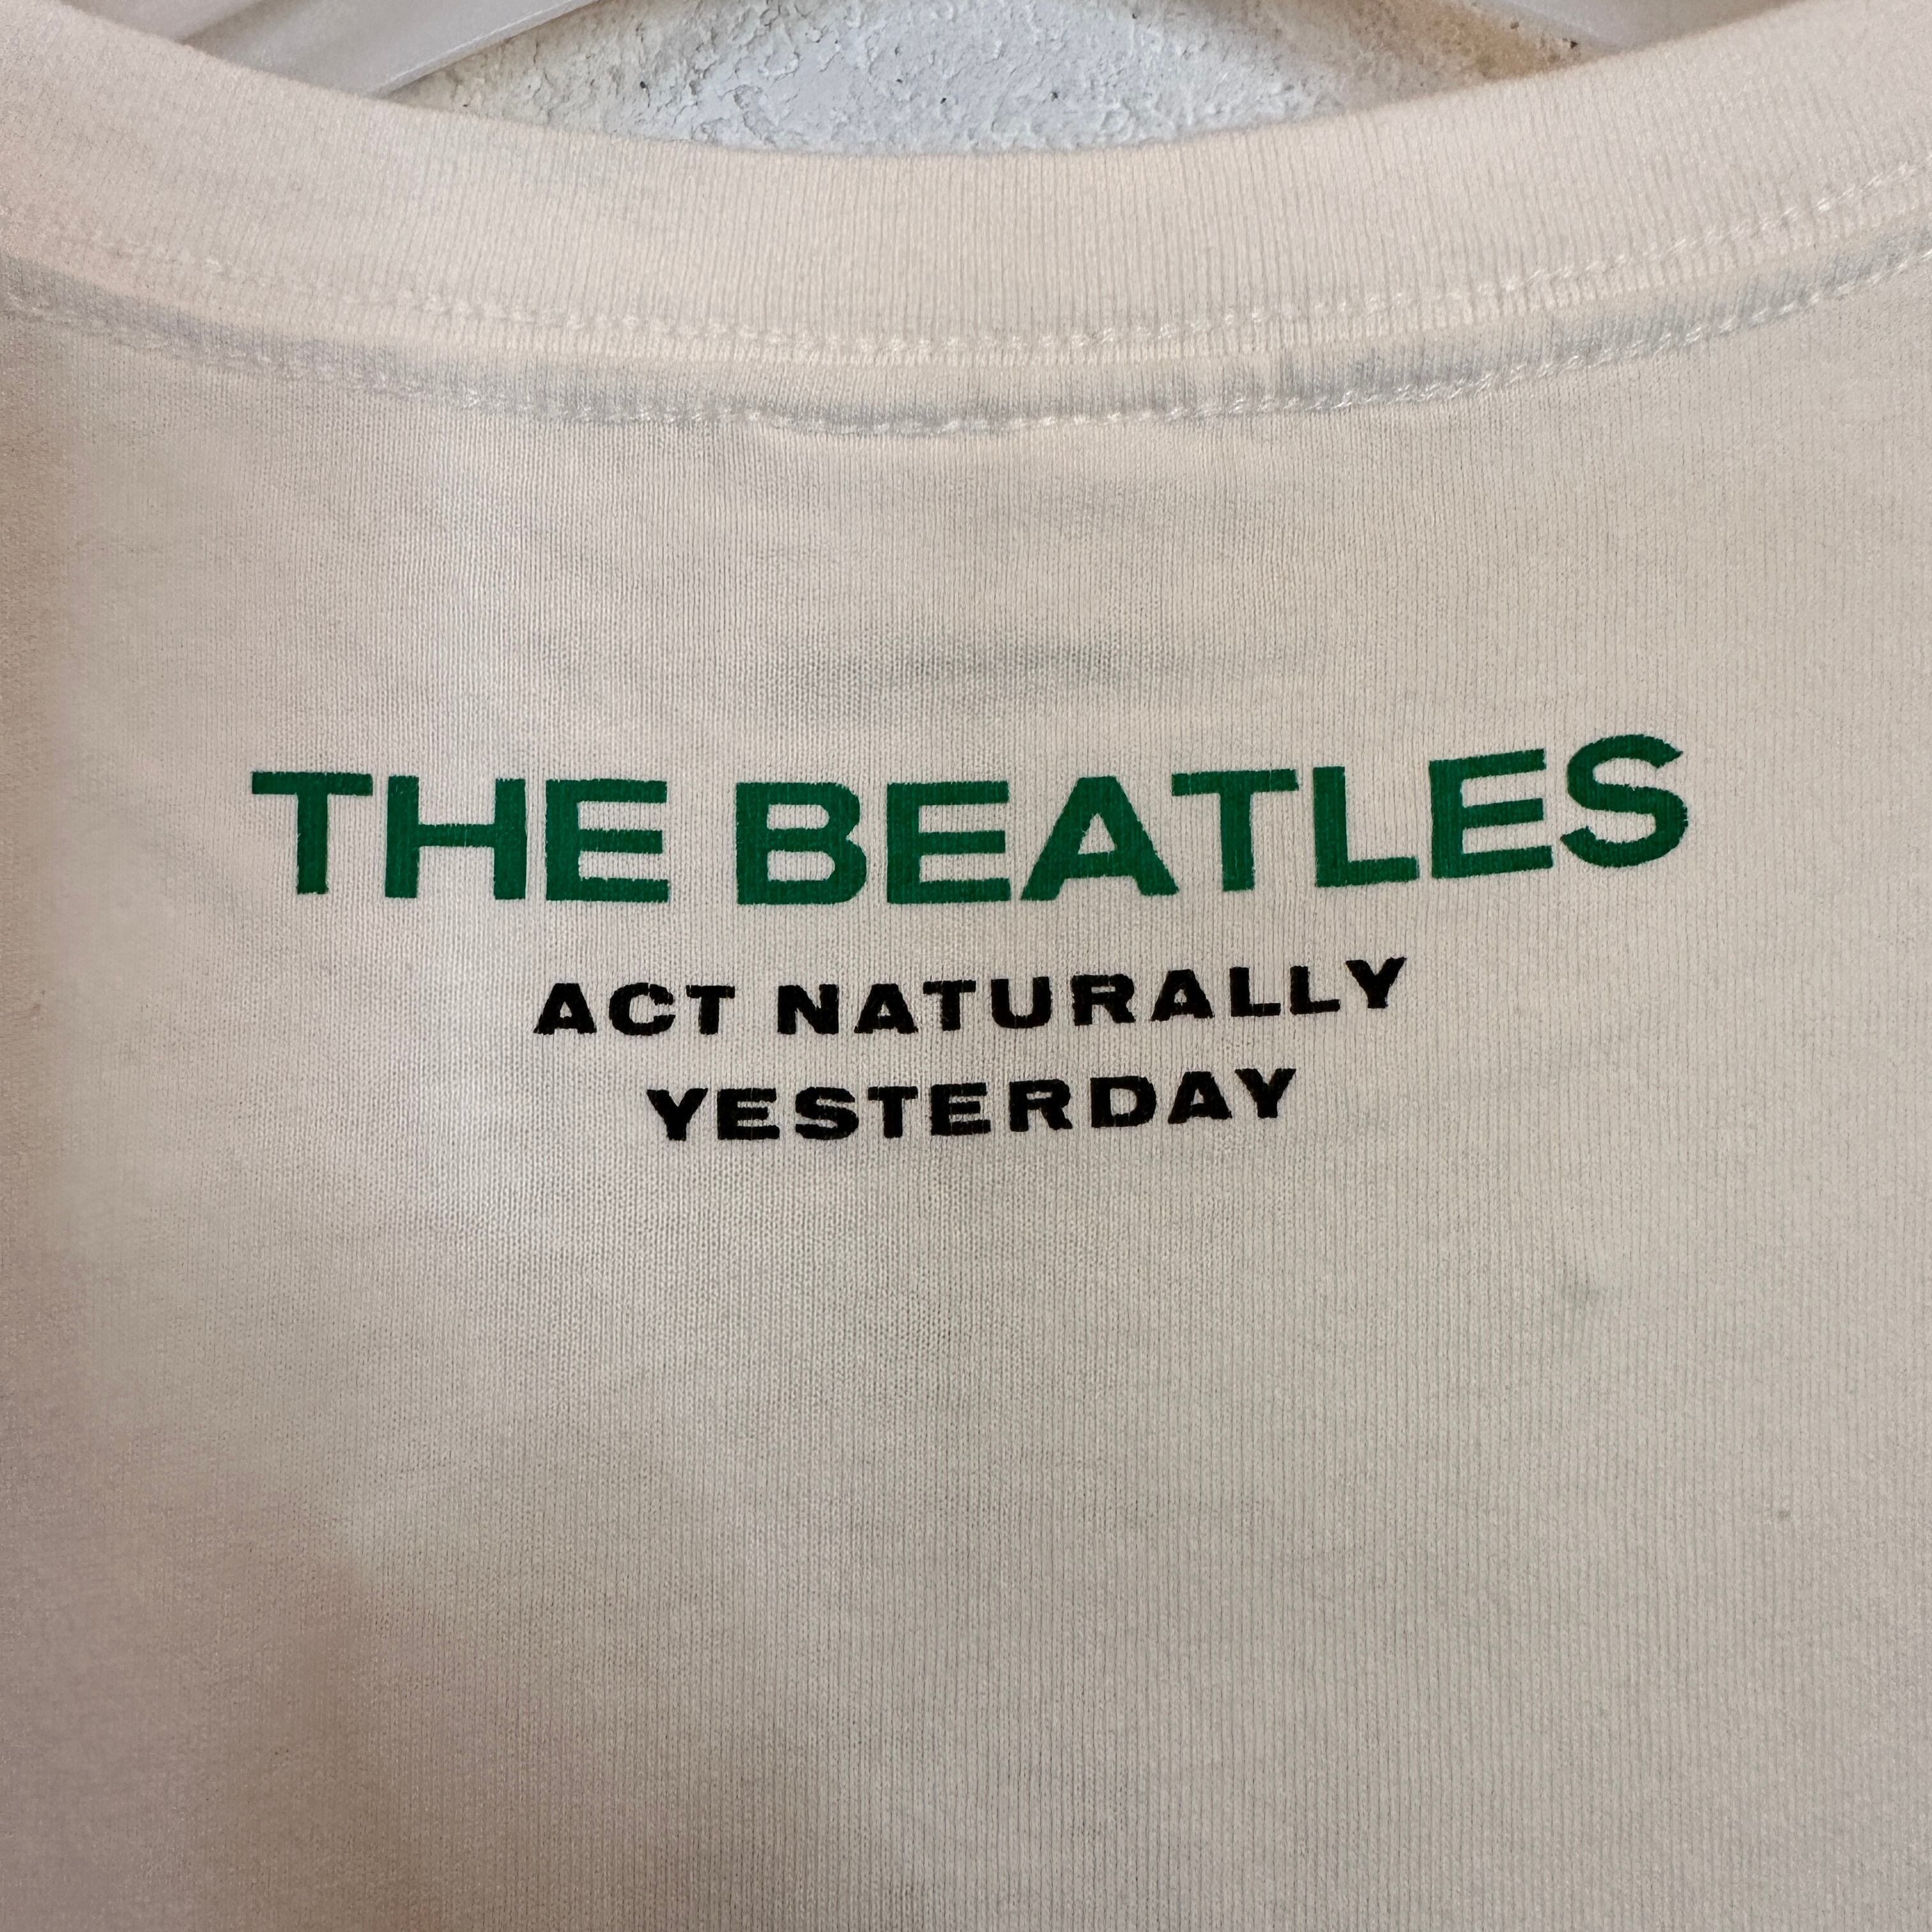 THE BEATLES
ACT NATURALLY
YESTERDAY